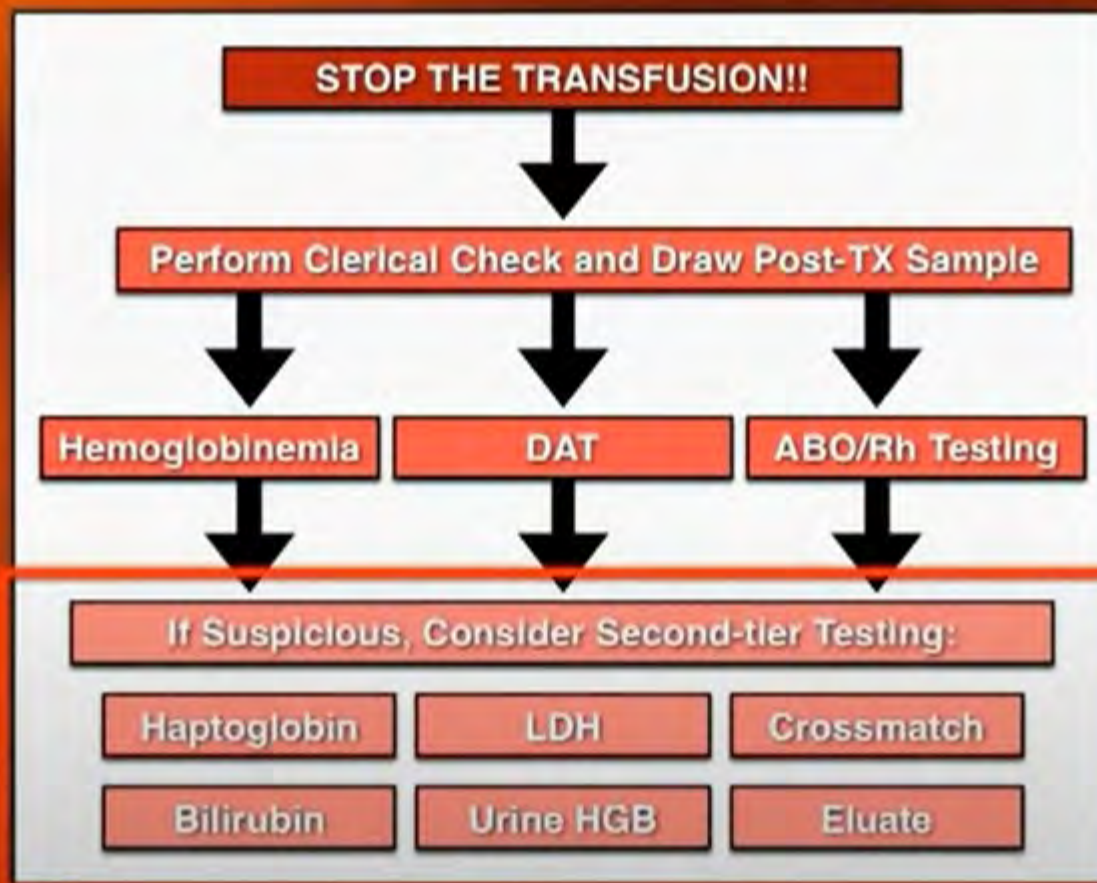 STOP THE TRANSFUSION!!
Perform Clerical Check and Draw Post-TX Sample
Hemoglobinemia
DAT
ABO/Rh Testing
If Suspicious, Consider Second-tier Testing:
Haptoglobin
LDH
Crossmatch
Bilirubin
Urine HGB
Eluate